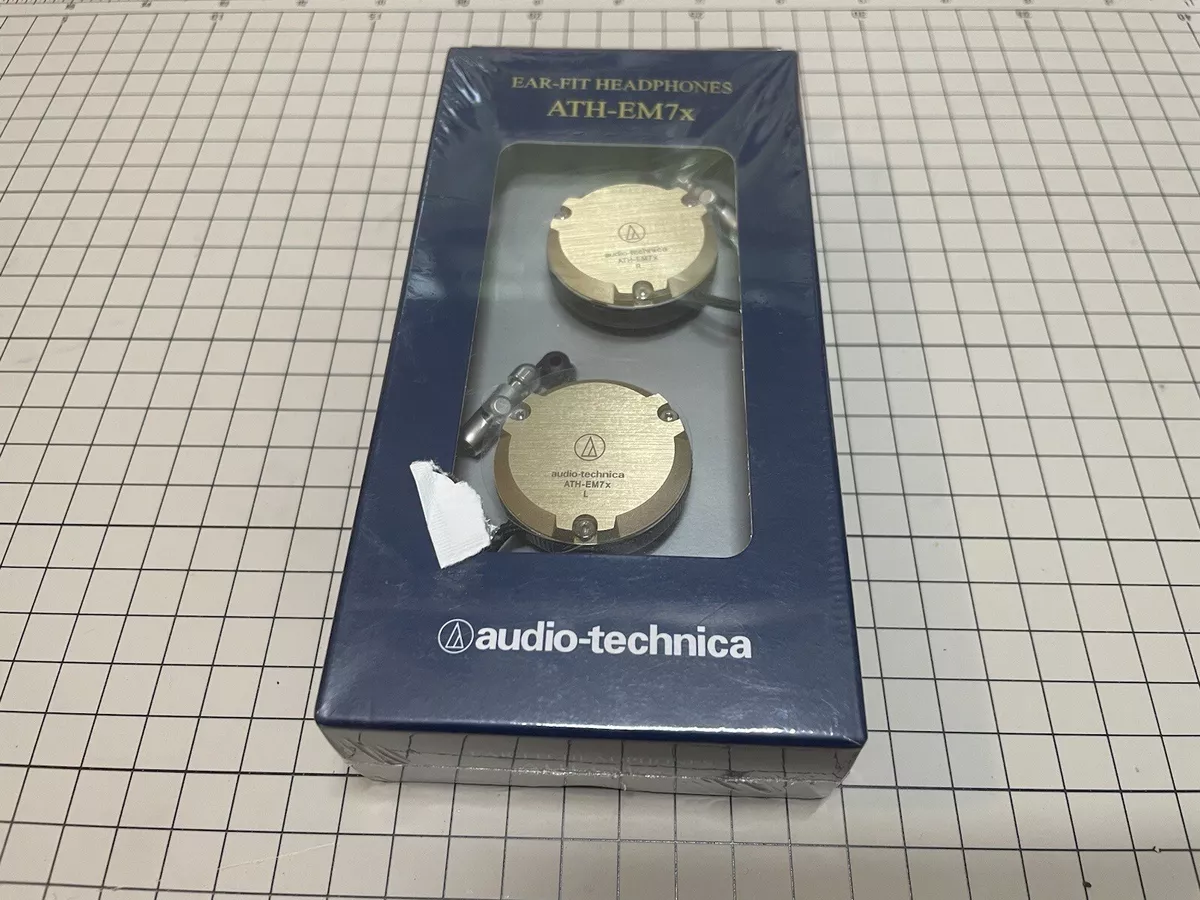 EAR-FIT HEADPHONES
ATH-EM7x
audio-technica
ATH-EM7x
R
audio-technica
ATH-EM7x
L
audio-technica